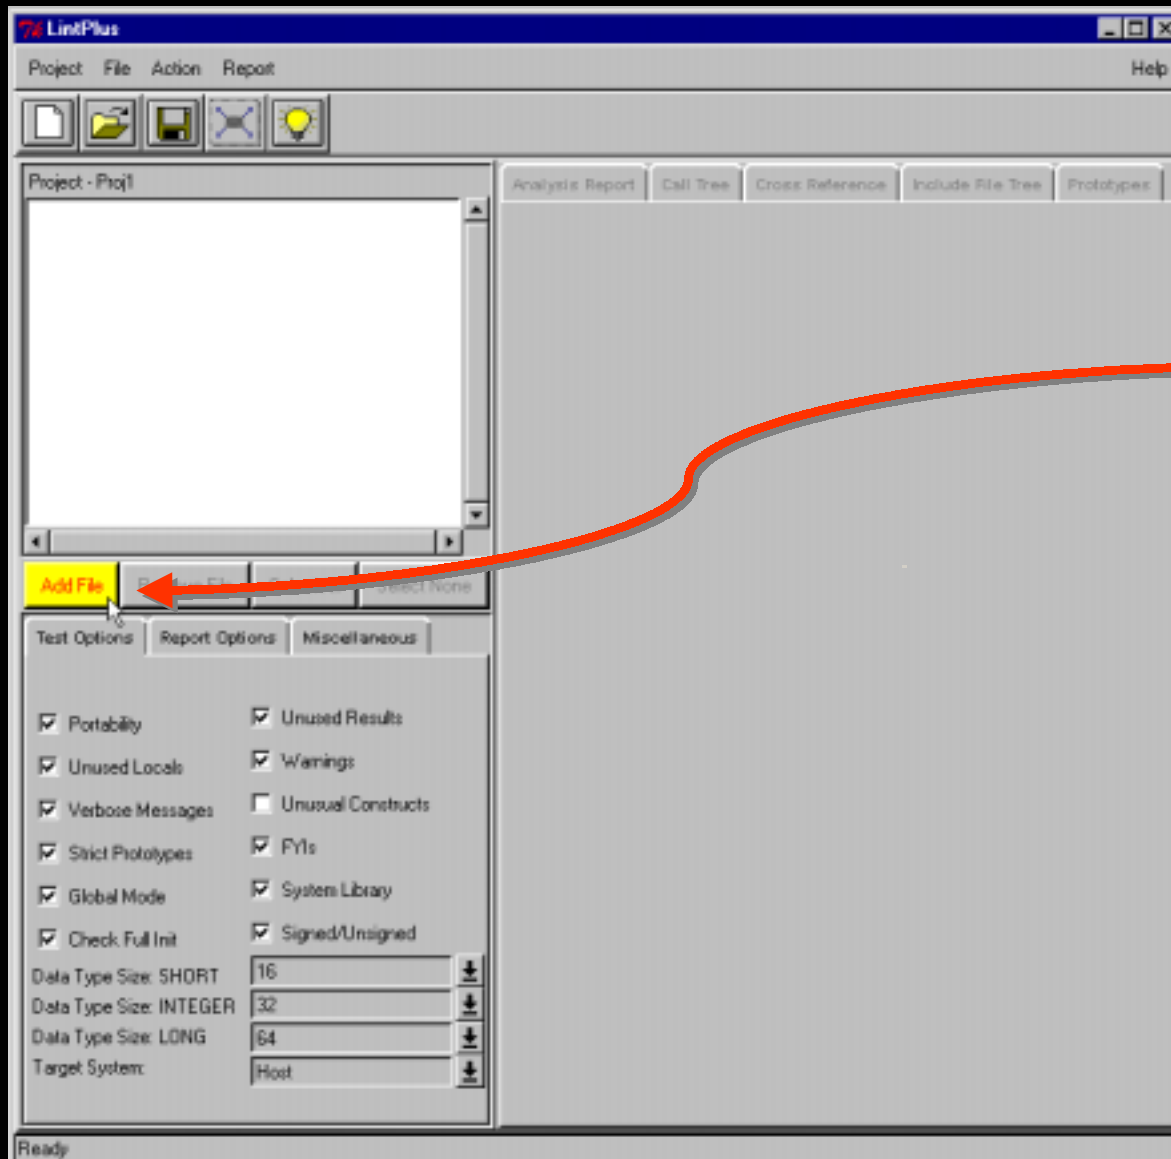 LintPlus
Project File Action Report Help
Project - Proj1
Analysis Report Call Tree Cross Reference Include File Tree Prototypes
Add File Select None
Test Options Report Options Miscellaneous
Portability
Unused Locals
Verbose Messages
Strict Prototypes
Global Mode
Check Full Init
Unused Results
Warnings
Unusual Constructs
FYIs
System Library
Signed/Unsigned
Data Type Size: SHORT 16
Data Type Size: INTEGER 32
Data Type Size: LONG 64
Target System: Host
Ready